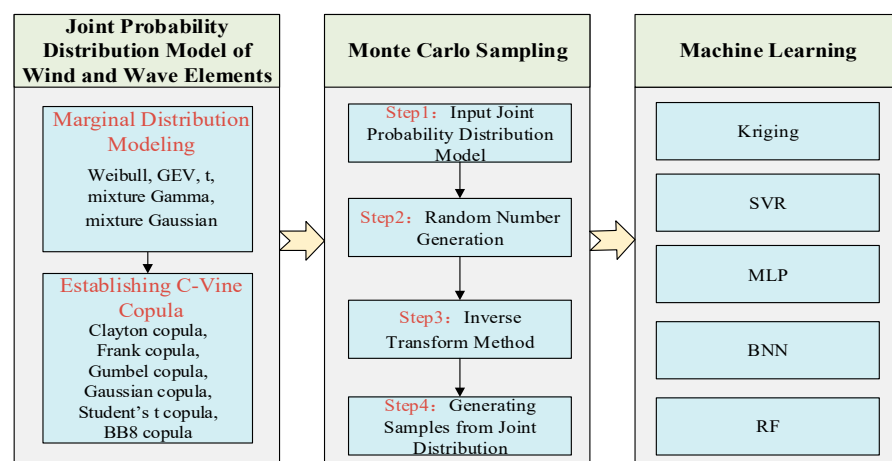 Joint Probability
Distribution Model of
Wind and Wave Elements
Marginal Distribution
Modeling
Weibull, GEV, t,
mixture Gamma,
mixture Gaussian
Establishing C-Vine
Copula
Clayton copula,
Frank copula,
Gumbel copula,
Gaussian copula,
Student’s t copula,
BB8 copula
Monte Carlo Sampling
Step1：Input Joint
Probability Distribution
Model
Step2：Random Number
Generation
Step3：Inverse
Transform Method
Step4：Generating
Samples from Joint
Distribution
Machine Learning
Kriging
SVR
MLP
BNN
RF